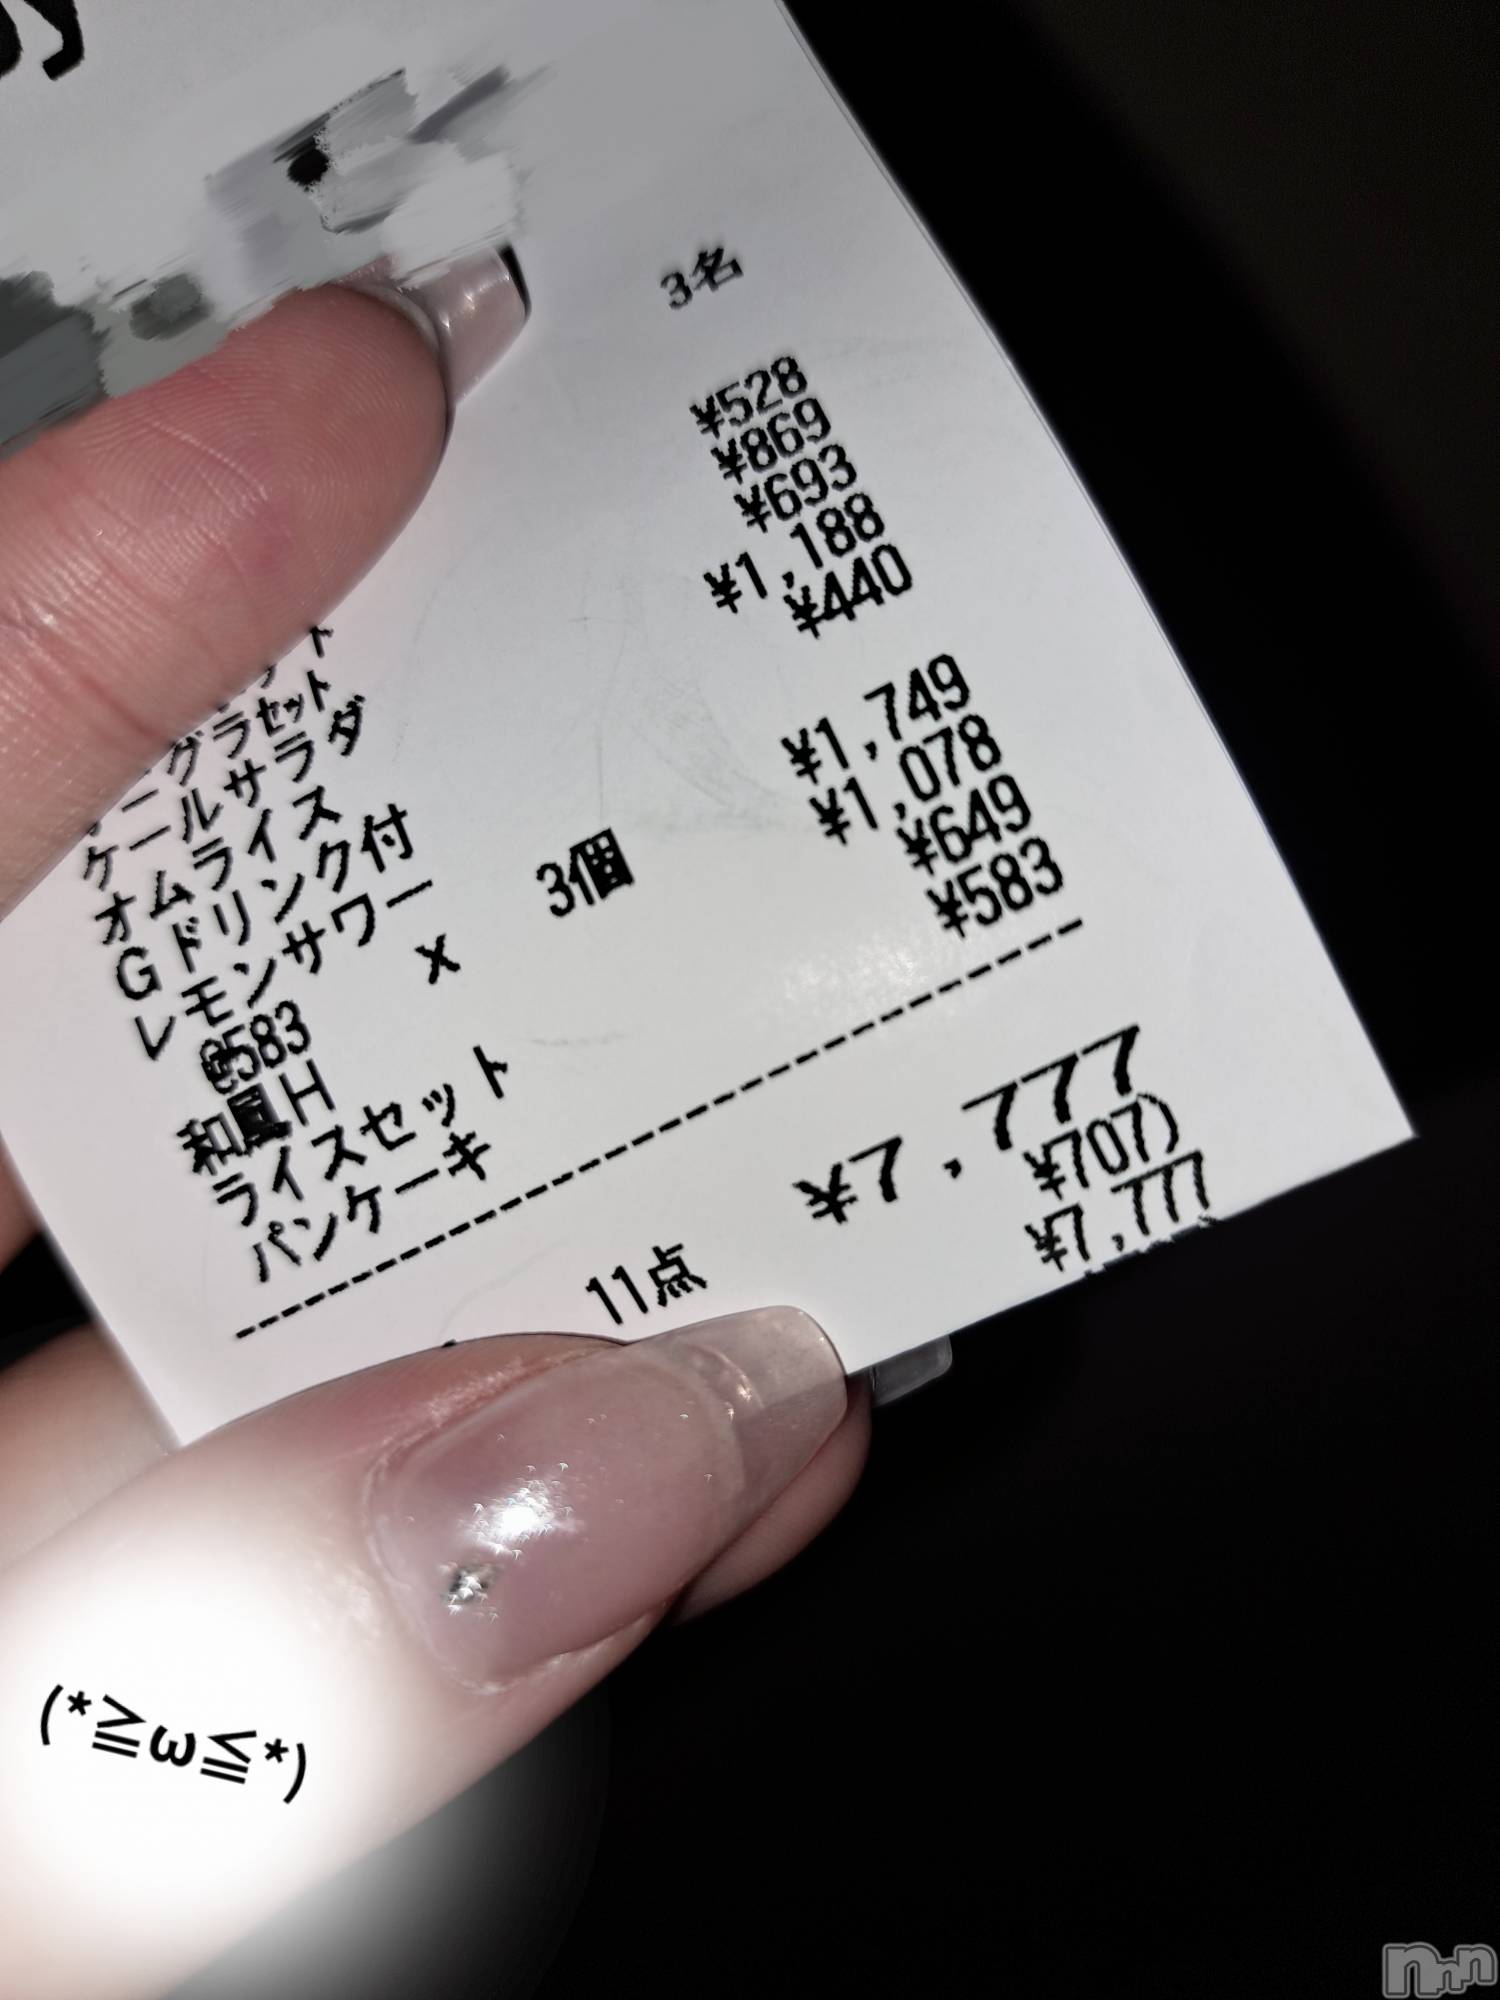 3名
ト ¥528
グラセット ¥869
ケールサラダ ¥693
オムライス ¥1,188
Gドリンク付 ¥440
レモンサワー
@583 x 3個 ¥1,749
和風H ¥1,078
ライスセット ¥649
パンケーキ ¥583
11点 ¥7,777
¥707)
¥7,777
(*≧ω≦*)
nnn